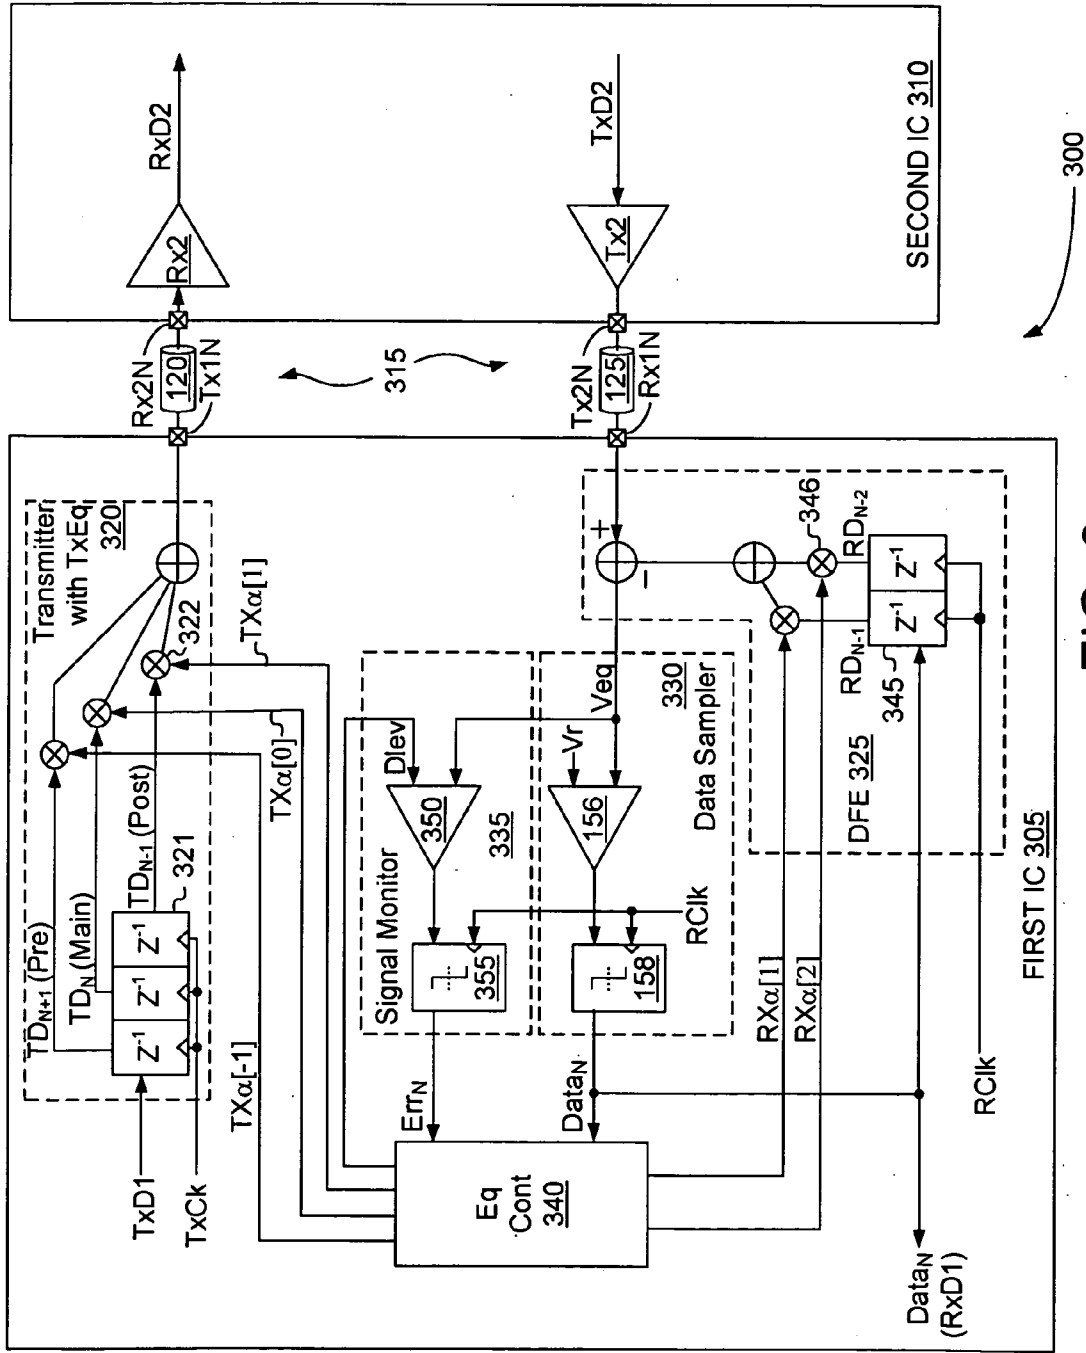 Transmitter
with TxEq
320
TD_{N+1} (Pre)
TD_N (Main)
TD_{N-1} (Post)
321
322
Z^{-1}
Z^{-1}
Z^{-1}
TxD1
TxCk
TXα[-1]
TXα[0]
TXα[1]
Rx2N
120
Tx1N
315
Rx2
RxD2
Tx2N
125
Rx1N
Tx2
TxD2
SECOND IC 310
300
Signal Monitor
335
Dlev
350
355
Err_N
Eq
Cont
340
Veq
330
Data Sampler
Vr
156
158
RClk
Data_N
+
-
346
RD_{N-2}
RD_{N-1}
345
Z^{-1}
Z^{-1}
DFE 325
RXα[1]
RXα[2]
RClk
Data_N
(RxD1)
FIRST IC 305